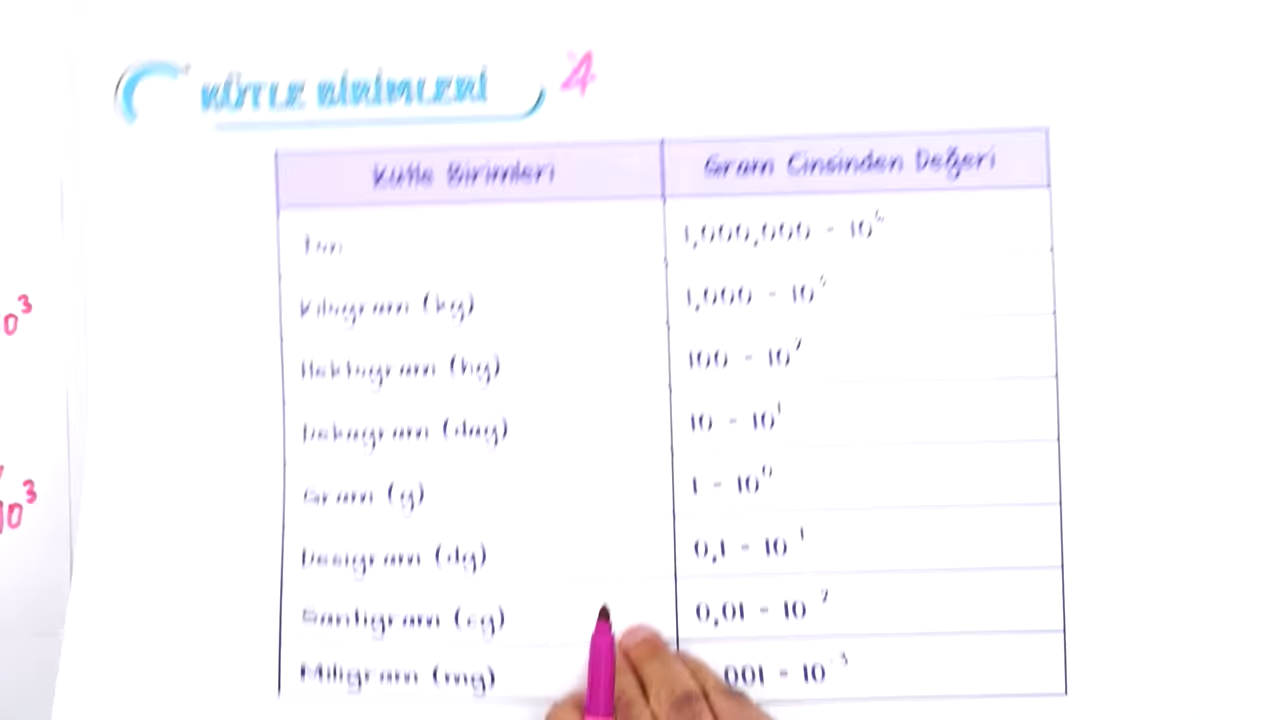 KÜTLE BİRİMLERİ 4
Kütle Birimleri Gram Cinsinden Değeri
Ton 1,000,000 - 10⁶
Kilogram (kg) 1,000 - 10³
Hektogram (hg) 100 - 10²
Dekagram (dag) 10 - 10¹
Gram (g) 1 - 10⁰
Desigram (dg) 0,1 - 10⁻¹
Santigram (cg) 0,01 - 10⁻²
Miligram (mg) 001 - 10⁻³
0³
10³